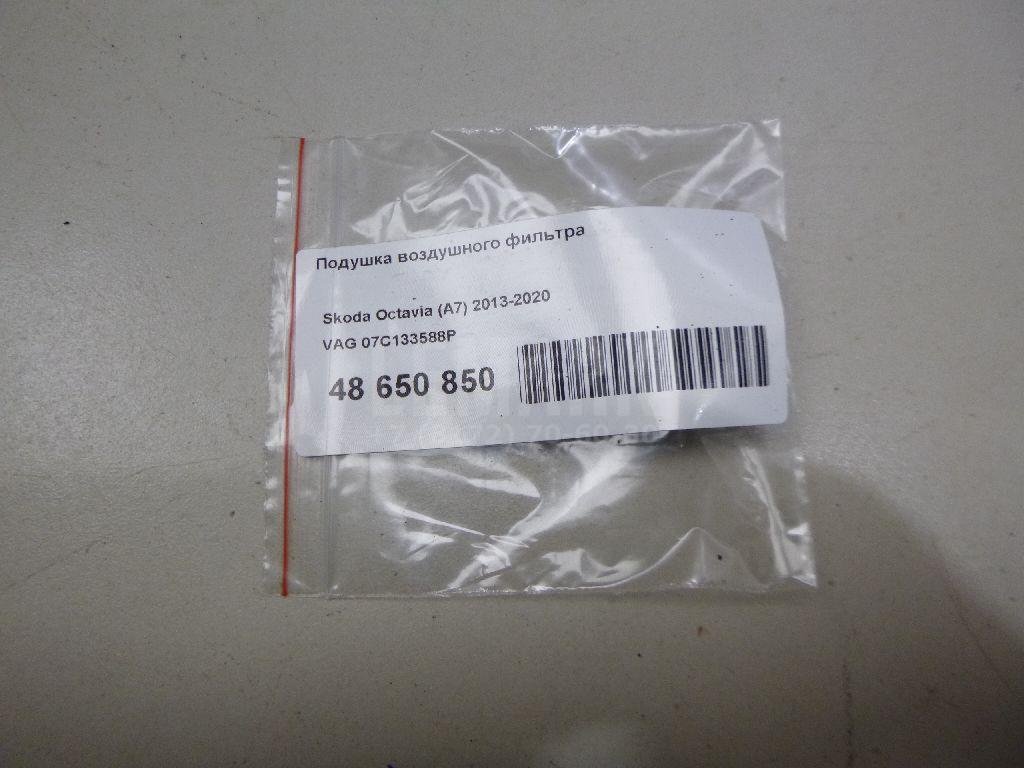 Подушка воздушного фильтра
Skoda Octavia (A7) 2013-2020
VAG 07C133588P
48 650 850